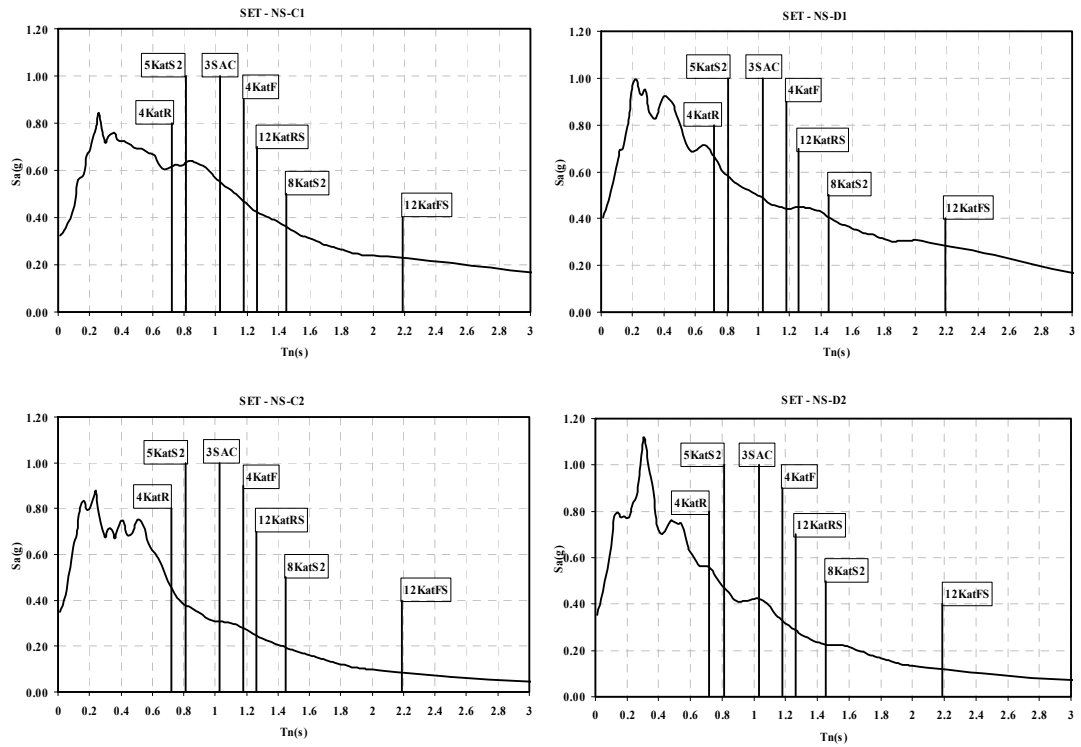 SET - NS-C1
1.20
1.00
0.80
0.60
0.40
0.20
0.00
Sa(g)
5KatS2
3SAC
4KatF
4KatR
12KatRS
8KatS2
12KatFS
0 0.2 0.4 0.6 0.8 1 1.2 1.4 1.6 1.8 2 2.2 2.4 2.6 2.8 3
Tn(s)
SET - NS-D1
1.20
1.00
0.80
0.60
0.40
0.20
0.00
Sa(g)
5KatS2
3SAC
4KatF
4KatR
12KatRS
8KatS2
12KatFS
0 0.2 0.4 0.6 0.8 1 1.2 1.4 1.6 1.8 2 2.2 2.4 2.6 2.8 3
Tn(s)
SET - NS-C2
1.20
1.00
0.80
0.60
0.40
0.20
0.00
Sa(g)
5KatS2
3SAC
4KatF
4KatR
12KatRS
8KatS2
12KatFS
0 0.2 0.4 0.6 0.8 1 1.2 1.4 1.6 1.8 2 2.2 2.4 2.6 2.8 3
Tn(s)
SET - NS-D2
1.20
1.00
0.80
0.60
0.40
0.20
0.00
Sa(g)
5KatS2
3SAC
4KatF
4KatR
12KatRS
8KatS2
12KatFS
0 0.2 0.4 0.6 0.8 1 1.2 1.4 1.6 1.8 2 2.2 2.4 2.6 2.8 3
Tn(s)